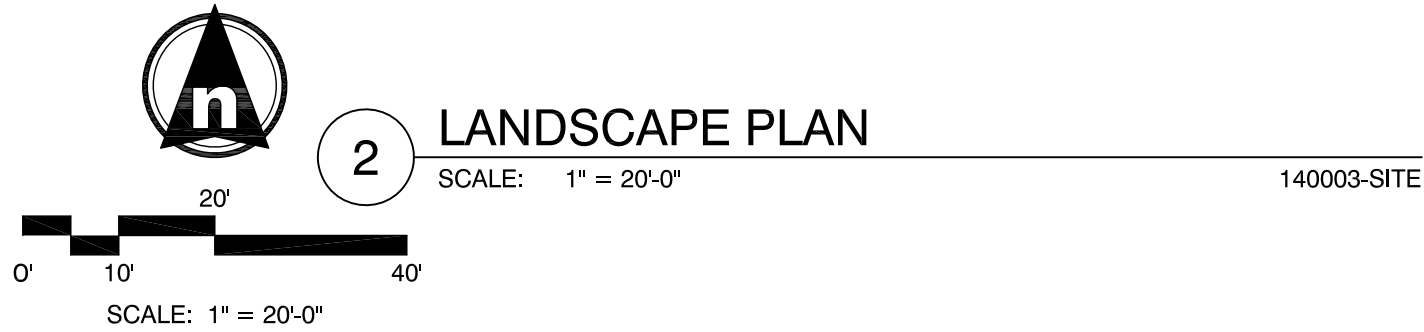 n
2
LANDSCAPE PLAN
SCALE: 1" = 20'-0"
140003-SITE
20'
0' 10' 40'
SCALE: 1" = 20'-0"